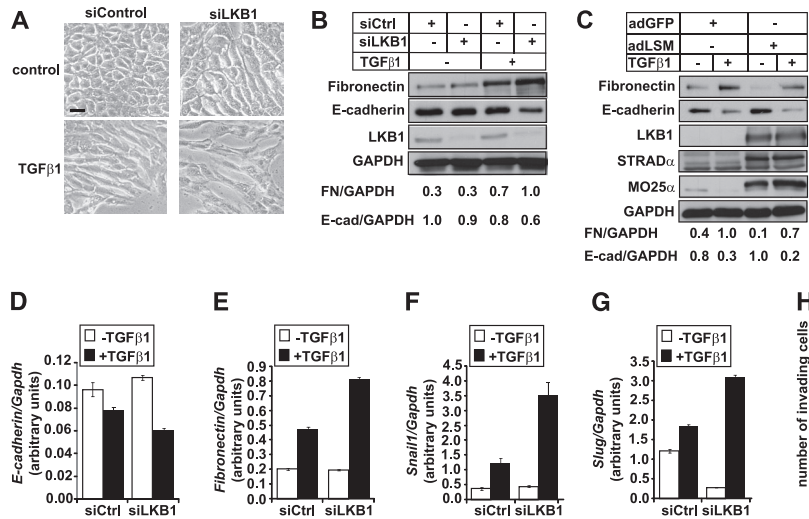 A
siControl
siLKB1
control
TGFβ1
B
siCtrl + - + -
siLKB1 - + - +
TGFβ1 - +
Fibronectin
E-cadherin
LKB1
GAPDH
FN/GAPDH 0.3 0.3 0.7 1.0
E-cad/GAPDH 1.0 0.9 0.8 0.6
C
adGFP + -
adLSM - +
TGFβ1 - + - +
Fibronectin
E-cadherin
LKB1
STRADα
MO25α
GAPDH
FN/GAPDH 0.4 1.0 0.1 0.7
E-cad/GAPDH 0.8 0.3 1.0 0.2
D
-TGFβ1
+TGFβ1
E-cadherin/Gapdh
(arbitrary units)
0.12
0.10
0.08
0.06
0.04
0.02
0.00
siCtrl siLKB1
E
-TGFβ1
+TGFβ1
Fibronectin/Gapdh
(arbitrary units)
0.9
0.8
0.7
0.6
0.5
0.4
0.3
0.2
0.1
0.0
siCtrl siLKB1
F
-TGFβ1
+TGFβ1
Snail1/Gapdh
(arbitrary units)
4.5
4.0
3.5
3.0
2.5
2.0
1.5
1.0
0.5
0.0
siCtrl siLKB1
G
-TGFβ1
+TGFβ1
Slug/Gapdh
(arbitrary units)
3.5
3.0
2.5
2.0
1.5
1.0
0.5
0.0
siCtrl siLKB1
H
number of invading cells